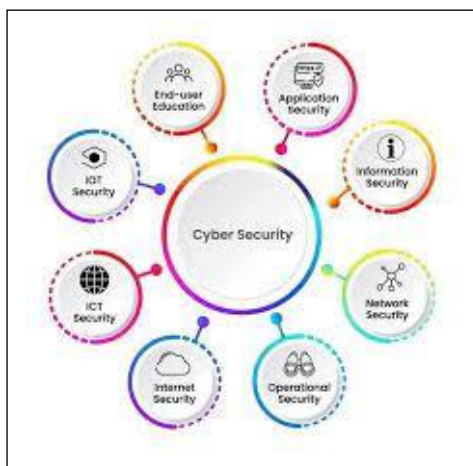 End-user
Education
https://
Application
Security
i
Information
Security
Network
Security
Operational
Security
Internet
Security
ICT
Security
IOT
Security
Cyber Security